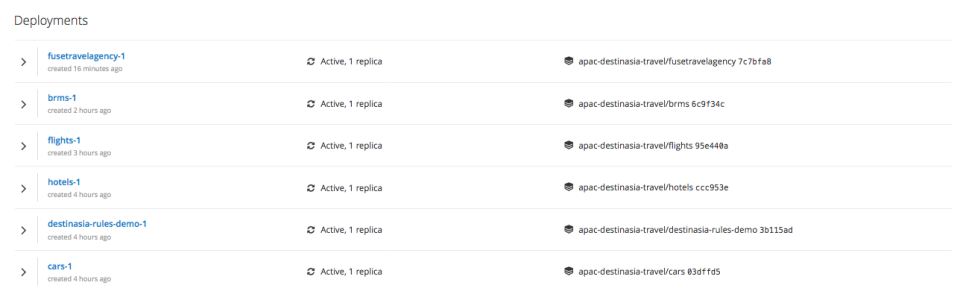 Deployments
fusetravelagency-1
created 16 minutes ago
Active, 1 replica
apac-destinasia-travel/fusetravelagency 7c7bfa8
brms-1
created 2 hours ago
Active, 1 replica
apac-destinasia-travel/brms 6c9f34c
flights-1
created 3 hours ago
Active, 1 replica
apac-destinasia-travel/flights 95e440a
hotels-1
created 4 hours ago
Active, 1 replica
apac-destinasia-travel/hotels ccc953e
destinasia-rules-demo-1
created 4 hours ago
Active, 1 replica
apac-destinasia-travel/destinasia-rules-demo 3b115ad
cars-1
created 4 hours ago
Active, 1 replica
apac-destinasia-travel/cars 03dffd5